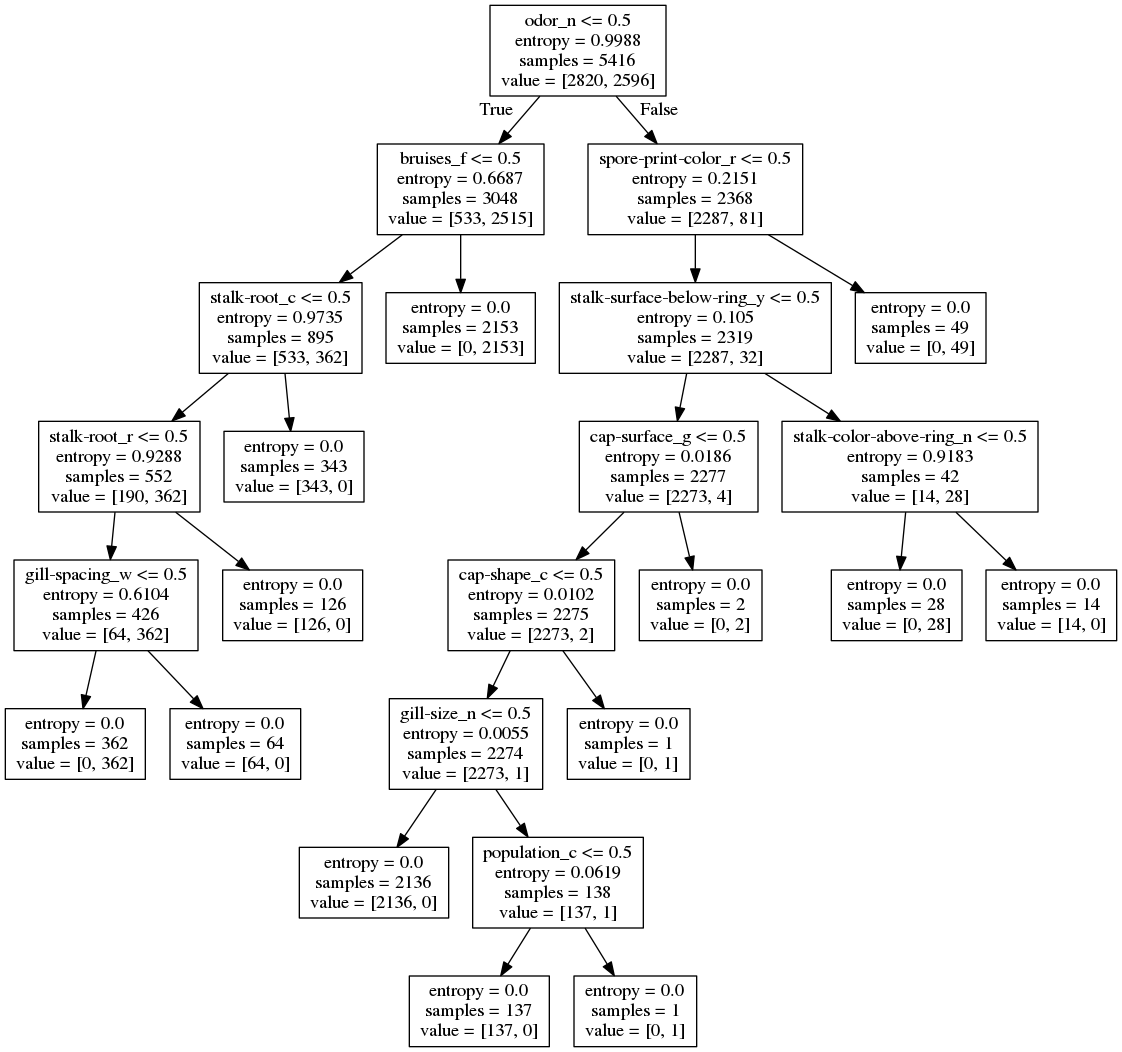 odor_n <= 0.5
entropy = 0.9988
samples = 5416
value = [2820, 2596]
True
False
bruises_f <= 0.5
entropy = 0.6687
samples = 3048
value = [533, 2515]
spore-print-color_r <= 0.5
entropy = 0.2151
samples = 2368
value = [2287, 81]
stalk-root_c <= 0.5
entropy = 0.9735
samples = 895
value = [533, 362]
entropy = 0.0
samples = 2153
value = [0, 2153]
stalk-surface-below-ring_y <= 0.5
entropy = 0.105
samples = 2319
value = [2287, 32]
entropy = 0.0
samples = 49
value = [0, 49]
stalk-root_r <= 0.5
entropy = 0.9288
samples = 552
value = [190, 362]
entropy = 0.0
samples = 343
value = [343, 0]
cap-surface_g <= 0.5
entropy = 0.0186
samples = 2277
value = [2273, 4]
stalk-color-above-ring_n <= 0.5
entropy = 0.9183
samples = 42
value = [14, 28]
gill-spacing_w <= 0.5
entropy = 0.6104
samples = 426
value = [64, 362]
entropy = 0.0
samples = 126
value = [126, 0]
cap-shape_c <= 0.5
entropy = 0.0102
samples = 2275
value = [2273, 2]
entropy = 0.0
samples = 2
value = [0, 2]
entropy = 0.0
samples = 28
value = [0, 28]
entropy = 0.0
samples = 14
value = [14, 0]
entropy = 0.0
samples = 362
value = [0, 362]
entropy = 0.0
samples = 64
value = [64, 0]
gill-size_n <= 0.5
entropy = 0.0055
samples = 2274
value = [2273, 1]
entropy = 0.0
samples = 1
value = [0, 1]
entropy = 0.0
samples = 2136
value = [2136, 0]
population_c <= 0.5
entropy = 0.0619
samples = 138
value = [137, 1]
entropy = 0.0
samples = 137
value = [137, 0]
entropy = 0.0
samples = 1
value = [0, 1]